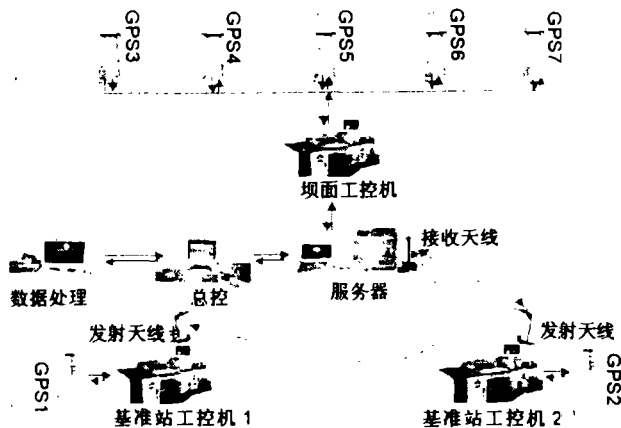 GPS3
GPS4
GPS5
GPS6
GPS7
坝面工控机
接收天线
数据处理
总控
服务器
发射天线
发射天线
GPS1
GPS2
基准站工控机 1
基准站工控机 2